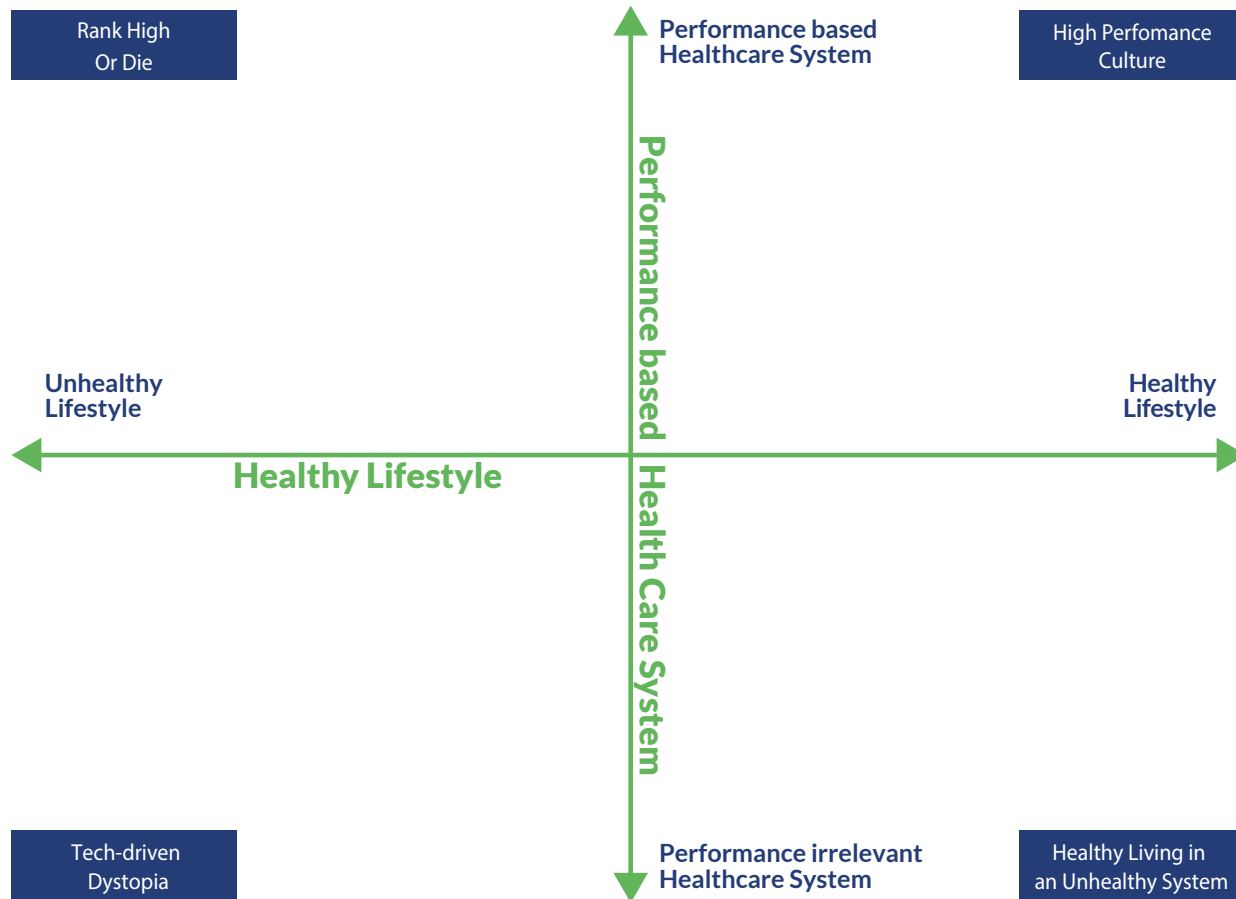 Rank High
Or Die
Performance based
Healthcare System
High Perfomance
Culture
Performance based Health Care System
Unhealthy
Lifestyle
Healthy
Lifestyle
Healthy Lifestyle
Tech-driven
Dystopia
Performance irrelevant
Healthcare System
Healthy Living in
an Unhealthy System